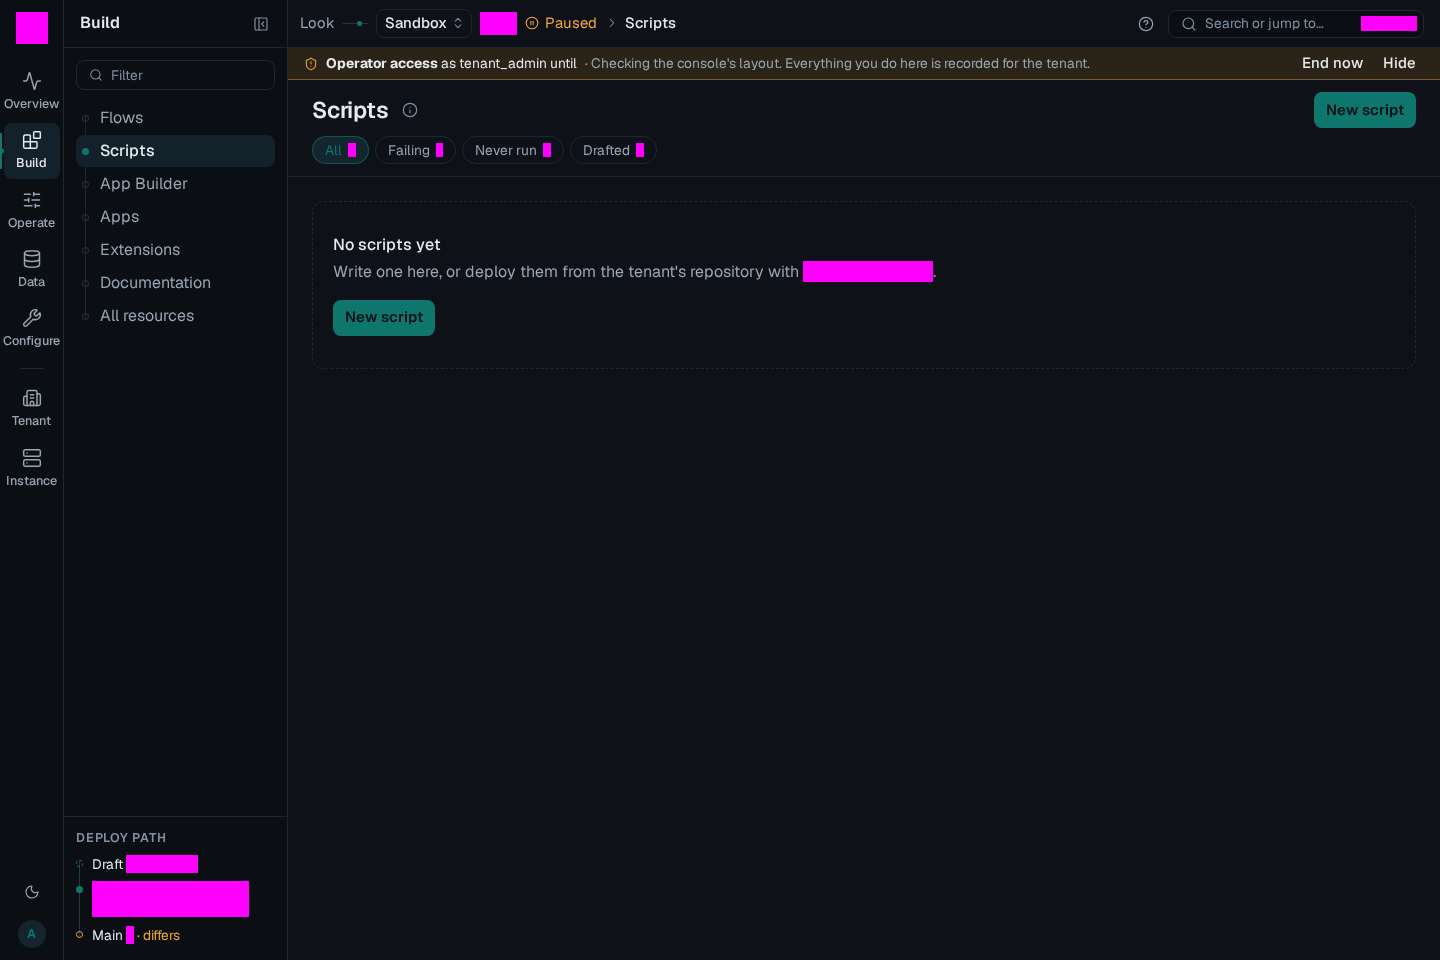 Build
Look
Sandbox
Paused
Scripts
Search or jump to...
Operator access as tenant_admin until · Checking the console's layout. Everything you do here is recorded for the tenant.
End now
Hide
Overview
Build
Operate
Data
Configure
Tenant
Instance
A
Filter
Flows
Scripts
App Builder
Apps
Extensions
Documentation
All resources
DEPLOY PATH
Draft
Main · differs
Scripts
New script
All
Failing
Never run
Drafted
No scripts yet
Write one here, or deploy them from the tenant's repository with .
New script